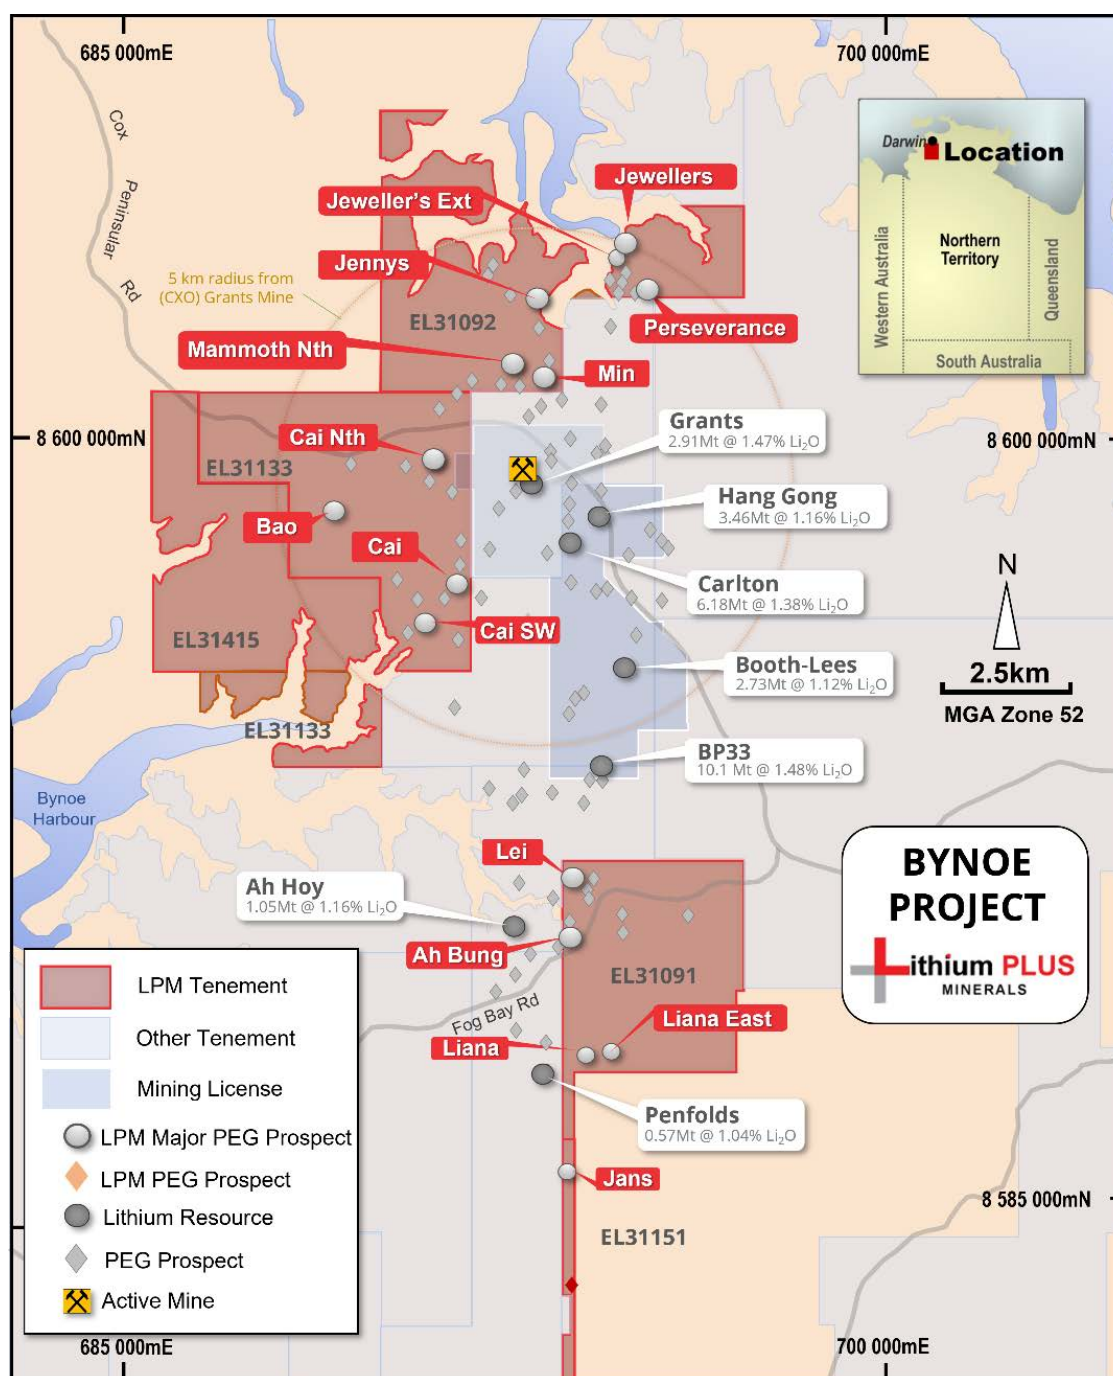 685 000mE
700 000mE
Cox
Peninsular
Rd
Darwin
Location
Northern
Territory
Western Australia
Queensland
South Australia
Jewellers
Jeweller's Ext
Jennys
5 km radius from
(CXO) Grants Mine
EL31092
Perseverance
Mammoth Nth
Min
8 600 000mN
8 600 000mN
Grants
2.91Mt @ 1.47% Li₂O
Cai Nth
EL31133
Hang Gong
3.46Mt @ 1.16% Li₂O
Bao
Cai
Carlton
6.18Mt @ 1.38% Li₂O
N
2.5km
MGA Zone 52
Cai SW
EL31415
Booth-Lees
2.73Mt @ 1.12% Li₂O
EL31133
BP33
10.1 Mt @ 1.48% Li₂O
Bynoe
Harbour
Lei
BYNOE
PROJECT
Lithium PLUS
MINERALS
Ah Hoy
1.05Mt @ 1.16% Li₂O
Ah Bung
EL31091
Fog Bay Rd
Liana East
Liana
Penfolds
0.57Mt @ 1.04% Li₂O
Jans
8 585 000mN
EL31151
LPM Tenement
Other Tenement
Mining License
LPM Major PEG Prospect
LPM PEG Prospect
Lithium Resource
PEG Prospect
Active Mine
685 000mE
700 000mE